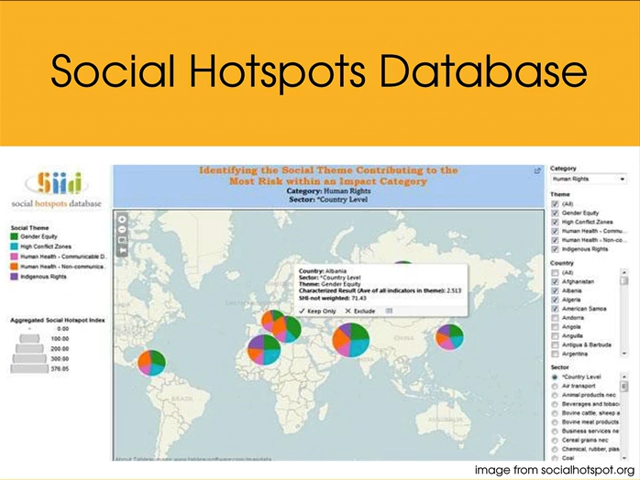 Social Hotspots Database
social hotspots database
Social Theme
Gender Equity
High Conflict Zones
Human Health - Communicable D..
Human Health - Non-communica..
Indigenous Rights
Aggregated Social Hotspot Index
0.00
100.00
200.00
300.00
376.05
Identifying the Social Theme Contributing to the
Most Risk within an Impact Category
Category: Human Rights
Sector: *Country Level
Country: Albania
Sector: *Country Level
Theme: Gender Equity
Characterized Result (Ave of all indicators in theme): 2.513
SHI-not weighted: 71.43
Keep Only Exclude
CHINA
BRAZIL
AUSTRALIA
Category
Human Rights
Theme
(All)
Gender Equity
High Conflict Zones
Human Health - Commu...
Human Health - Non-co...
Indigenous Rights
Country
(All)
Afghanistan
Albania
Algeria
American Samoa
Andorra
Angola
Anguilla
Antigua & Barbuda
Argentina
Sector
*Country Level
Air transport
Animal products nec
Beverages and tobacc
Bovine cattle, sheep a
Bovine meat products
Business services ne
Cereal grains nec
Chemical, rubber, plas
Coal
image from socialhotspot.org